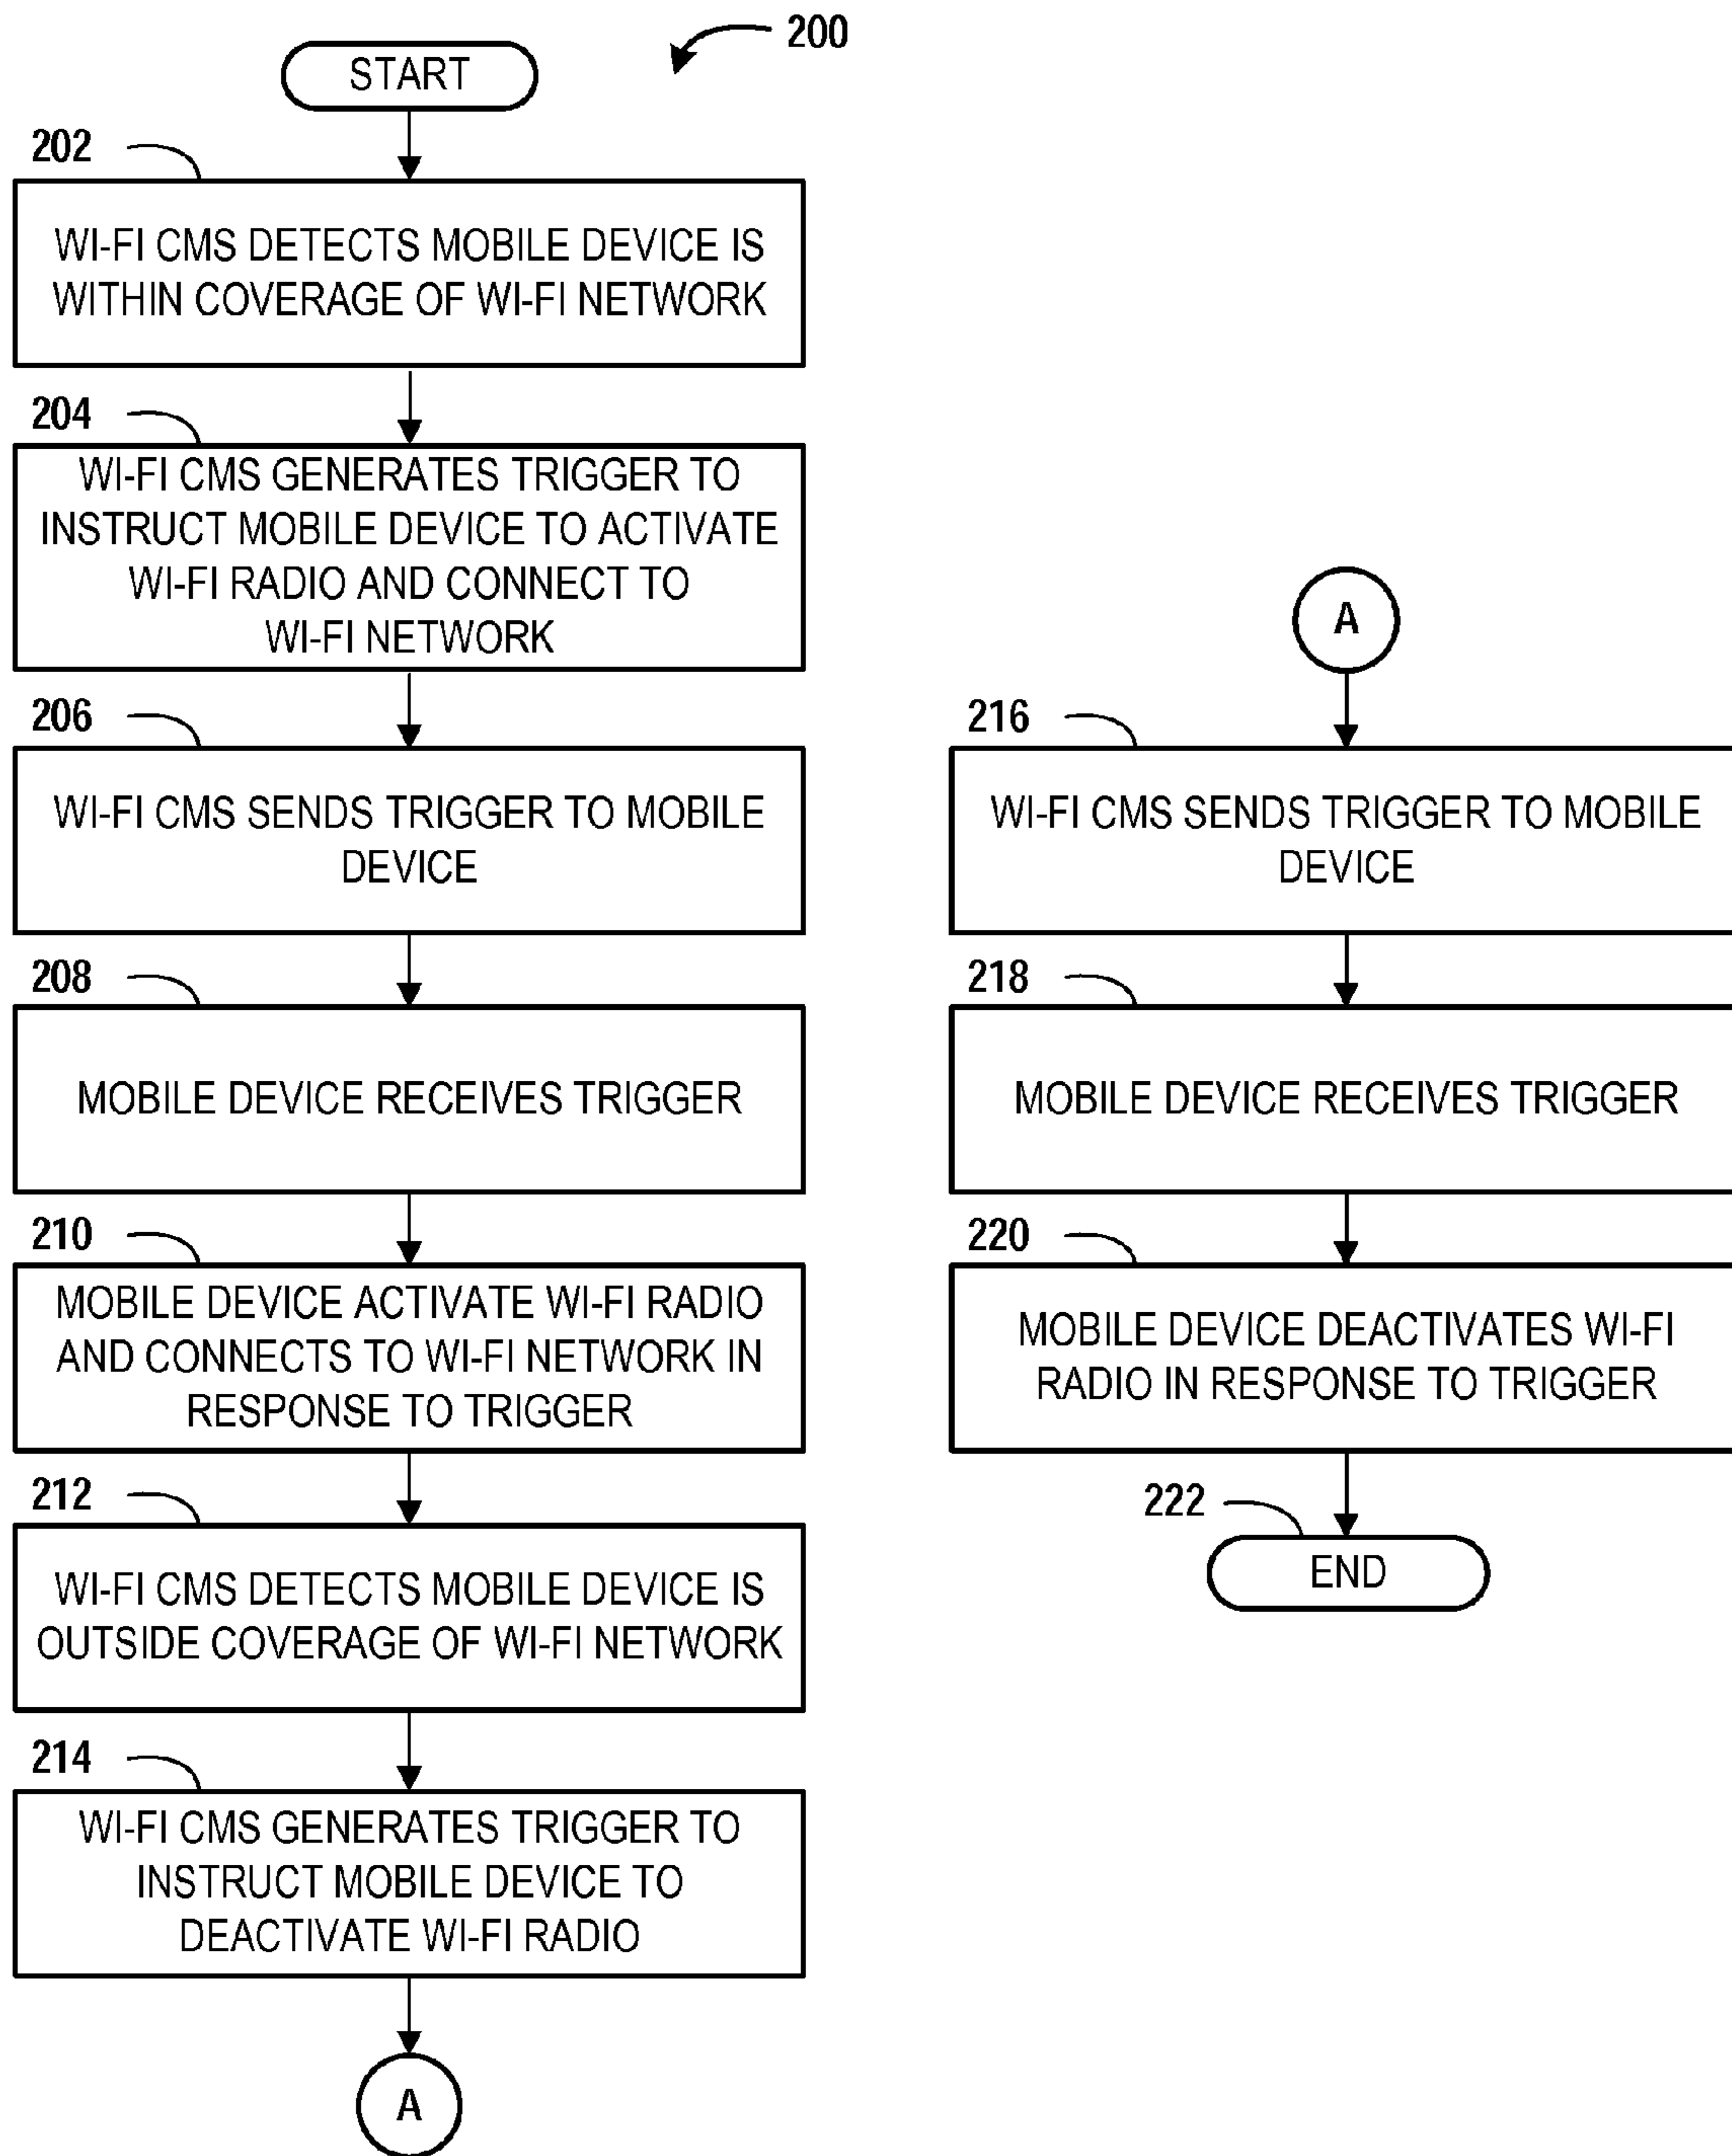 200
START
202
WI-FI CMS DETECTS MOBILE DEVICE IS
WITHIN COVERAGE OF WI-FI NETWORK
204
WI-FI CMS GENERATES TRIGGER TO
INSTRUCT MOBILE DEVICE TO ACTIVATE
WI-FI RADIO AND CONNECT TO
WI-FI NETWORK
206
WI-FI CMS SENDS TRIGGER TO MOBILE
DEVICE
208
MOBILE DEVICE RECEIVES TRIGGER
210
MOBILE DEVICE ACTIVATE WI-FI RADIO
AND CONNECTS TO WI-FI NETWORK IN
RESPONSE TO TRIGGER
212
WI-FI CMS DETECTS MOBILE DEVICE IS
OUTSIDE COVERAGE OF WI-FI NETWORK
214
WI-FI CMS GENERATES TRIGGER TO
INSTRUCT MOBILE DEVICE TO
DEACTIVATE WI-FI RADIO
A
A
216
WI-FI CMS SENDS TRIGGER TO MOBILE
DEVICE
218
MOBILE DEVICE RECEIVES TRIGGER
220
MOBILE DEVICE DEACTIVATES WI-FI
RADIO IN RESPONSE TO TRIGGER
222
END